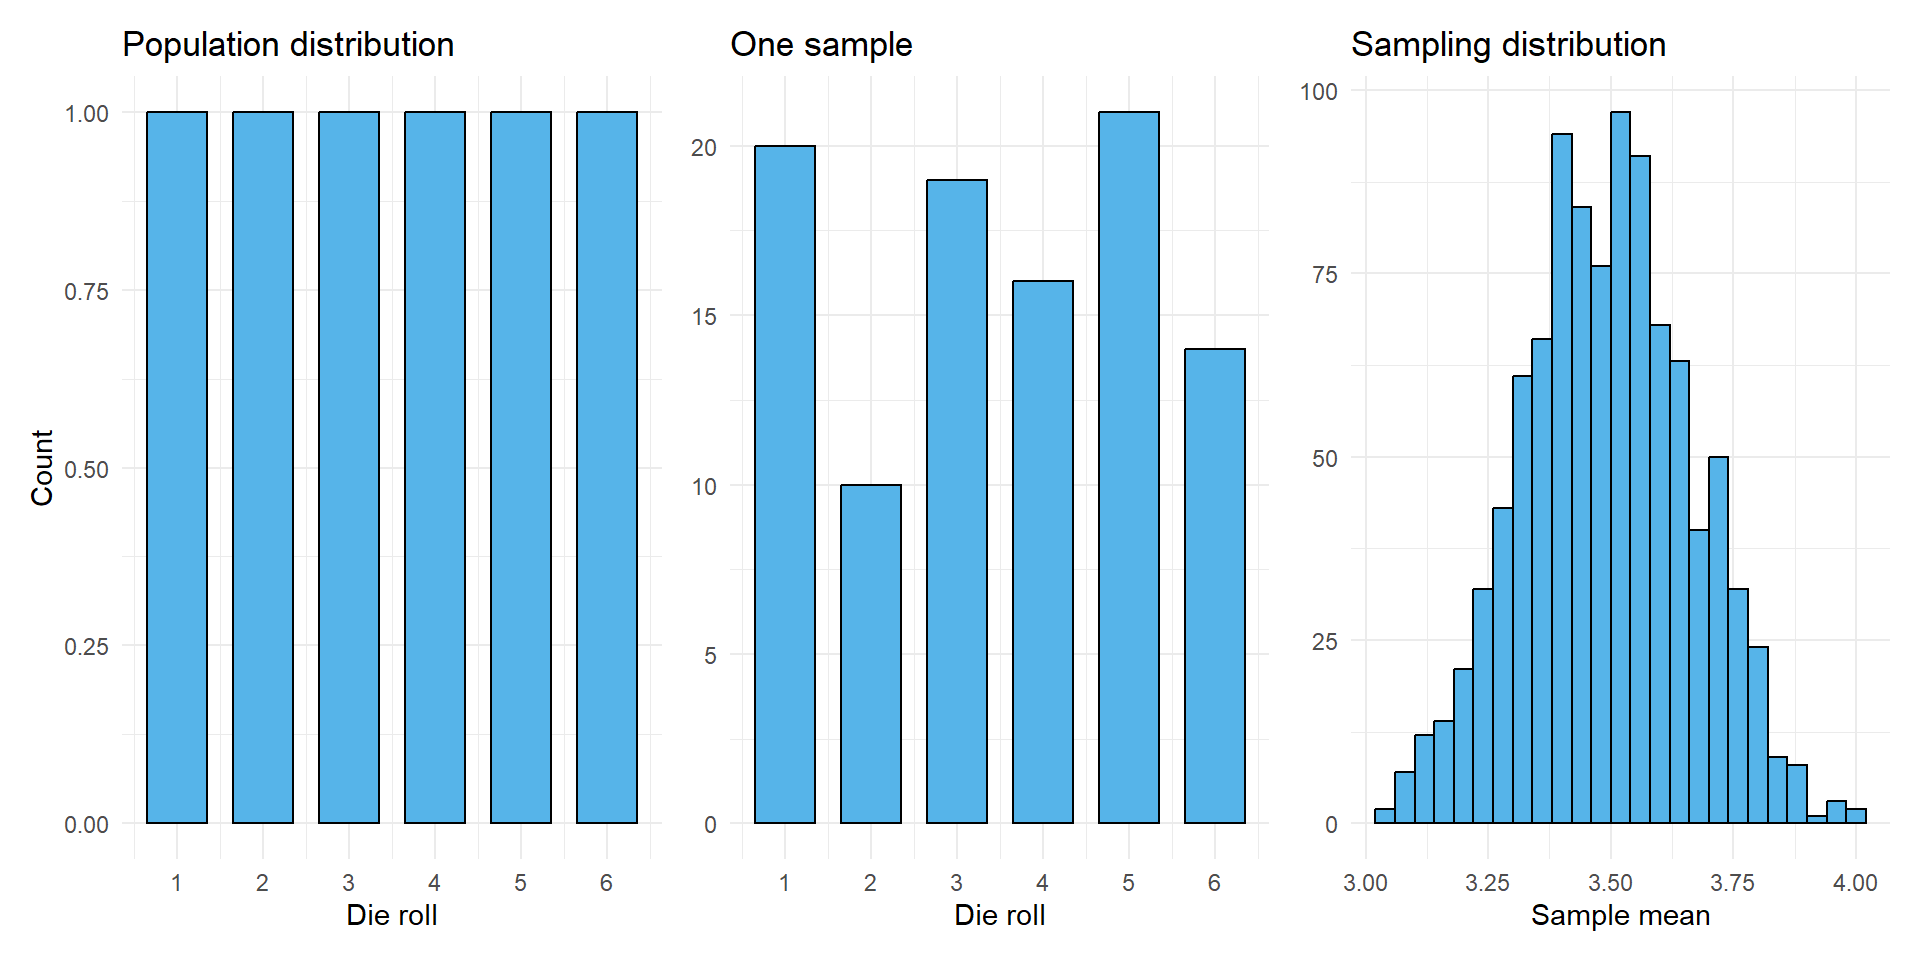 Population distribution
Count
1.00
0.75
0.50
0.25
0.00
1 2 3 4 5 6
Die roll
One sample
20
15
10
5
0
1 2 3 4 5 6
Die roll
Sampling distribution
100
75
50
25
0
3.00 3.25 3.50 3.75 4.00
Sample mean